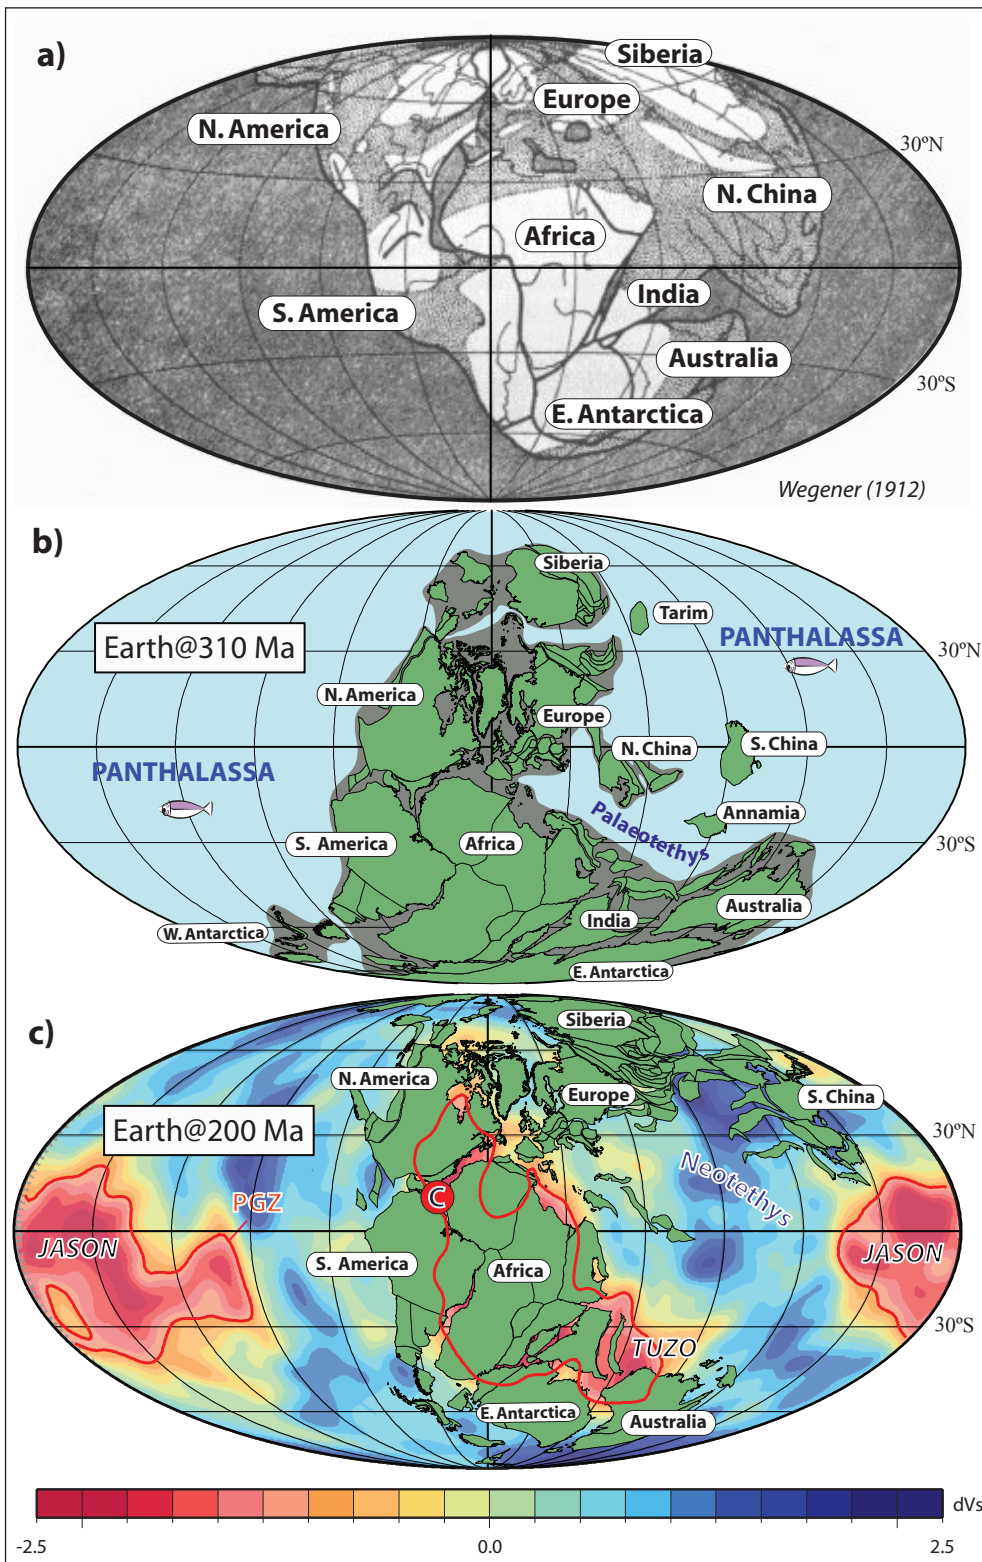 a)
Siberia
Europe
N. America
30ºN
N. China
Africa
India
S. America
Australia
30ºS
E. Antarctica
Wegener (1912)
b)
Siberia
Tarim
Earth@310 Ma
PANTHALASSA
30ºN
N. America
Europe
N. China
S. China
PANTHALASSA
Annamia
Palaeotethys
S. America
Africa
30ºS
Australia
India
W. Antarctica
E. Antarctica
c)
Siberia
N. America
Europe
S. China
Earth@200 Ma
30ºN
Neotethys
C
PGZ
JASON
JASON
S. America
Africa
30ºS
TUZO
E. Antarctica
Australia
dVs
-2.5
0.0
2.5